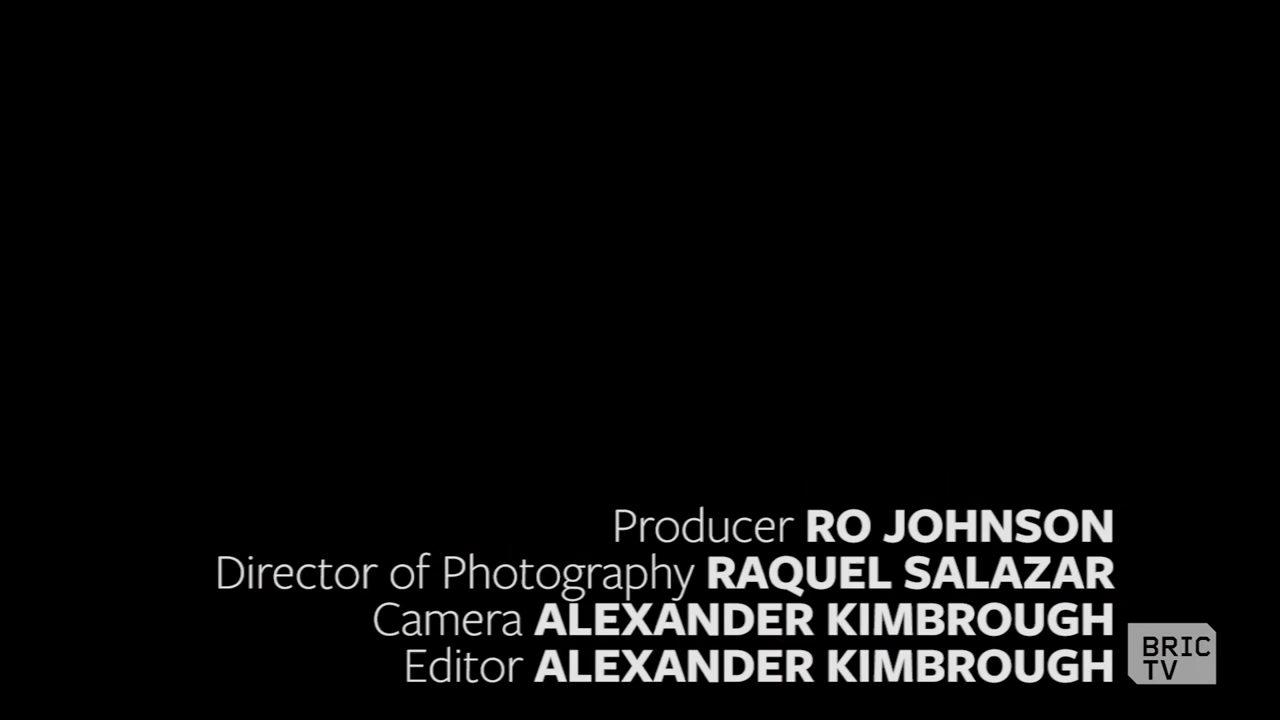 Producer RO JOHNSON
Director of Photography RAQUEL SALAZAR
Camera ALEXANDER KIMBROUGH
Editor ALEXANDER KIMBROUGH
BRIC
TV